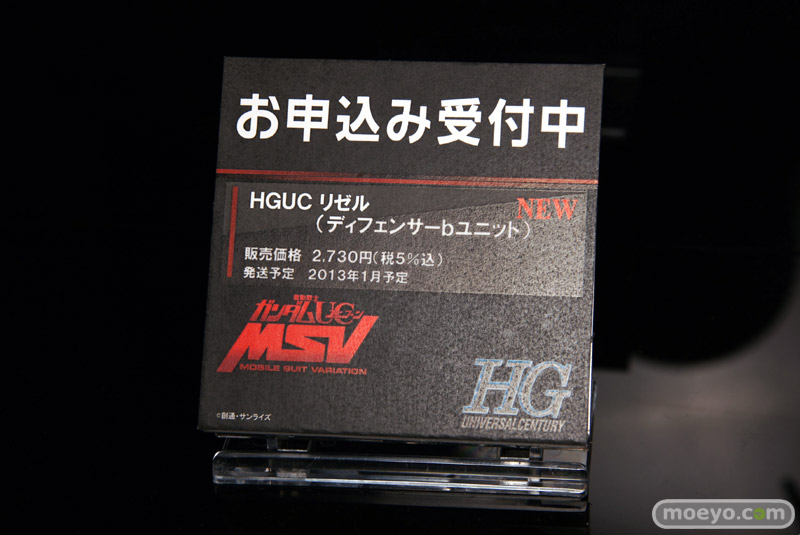 お申込み受付中
HGUC リゼル
NEW
(ディフェンサーbユニット)
販売価格 2,730円(税5%込)
発送予定 2013年1月予定
機動戦士
ガンダムUC
MSV
MOBILE SUIT VARIATION
HG
UNIVERSAL CENTURY
©創通・サンライズ
moeyo.com